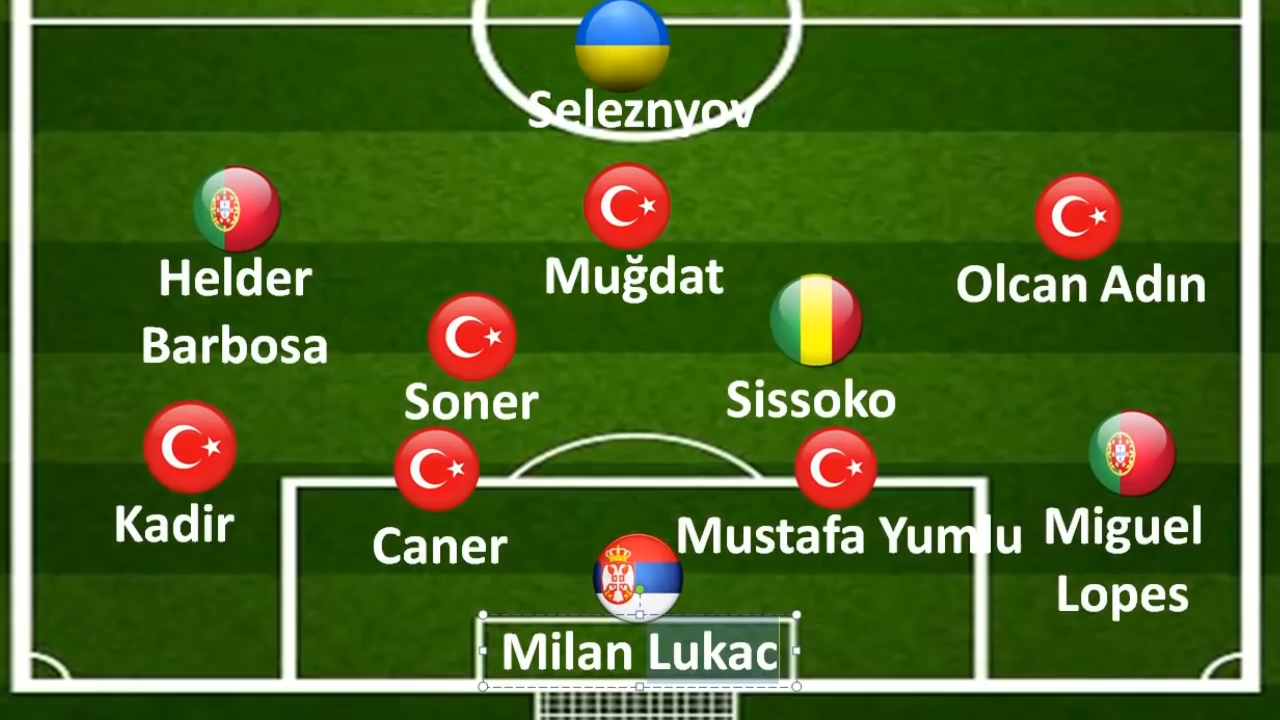 Seleznyov
Helder
Barbosa
Muğdat
Olcan Adın
Soner
Sissoko
Kadir
Caner
Mustafa Yumlu
Miguel
Lopes
Milan Lukac